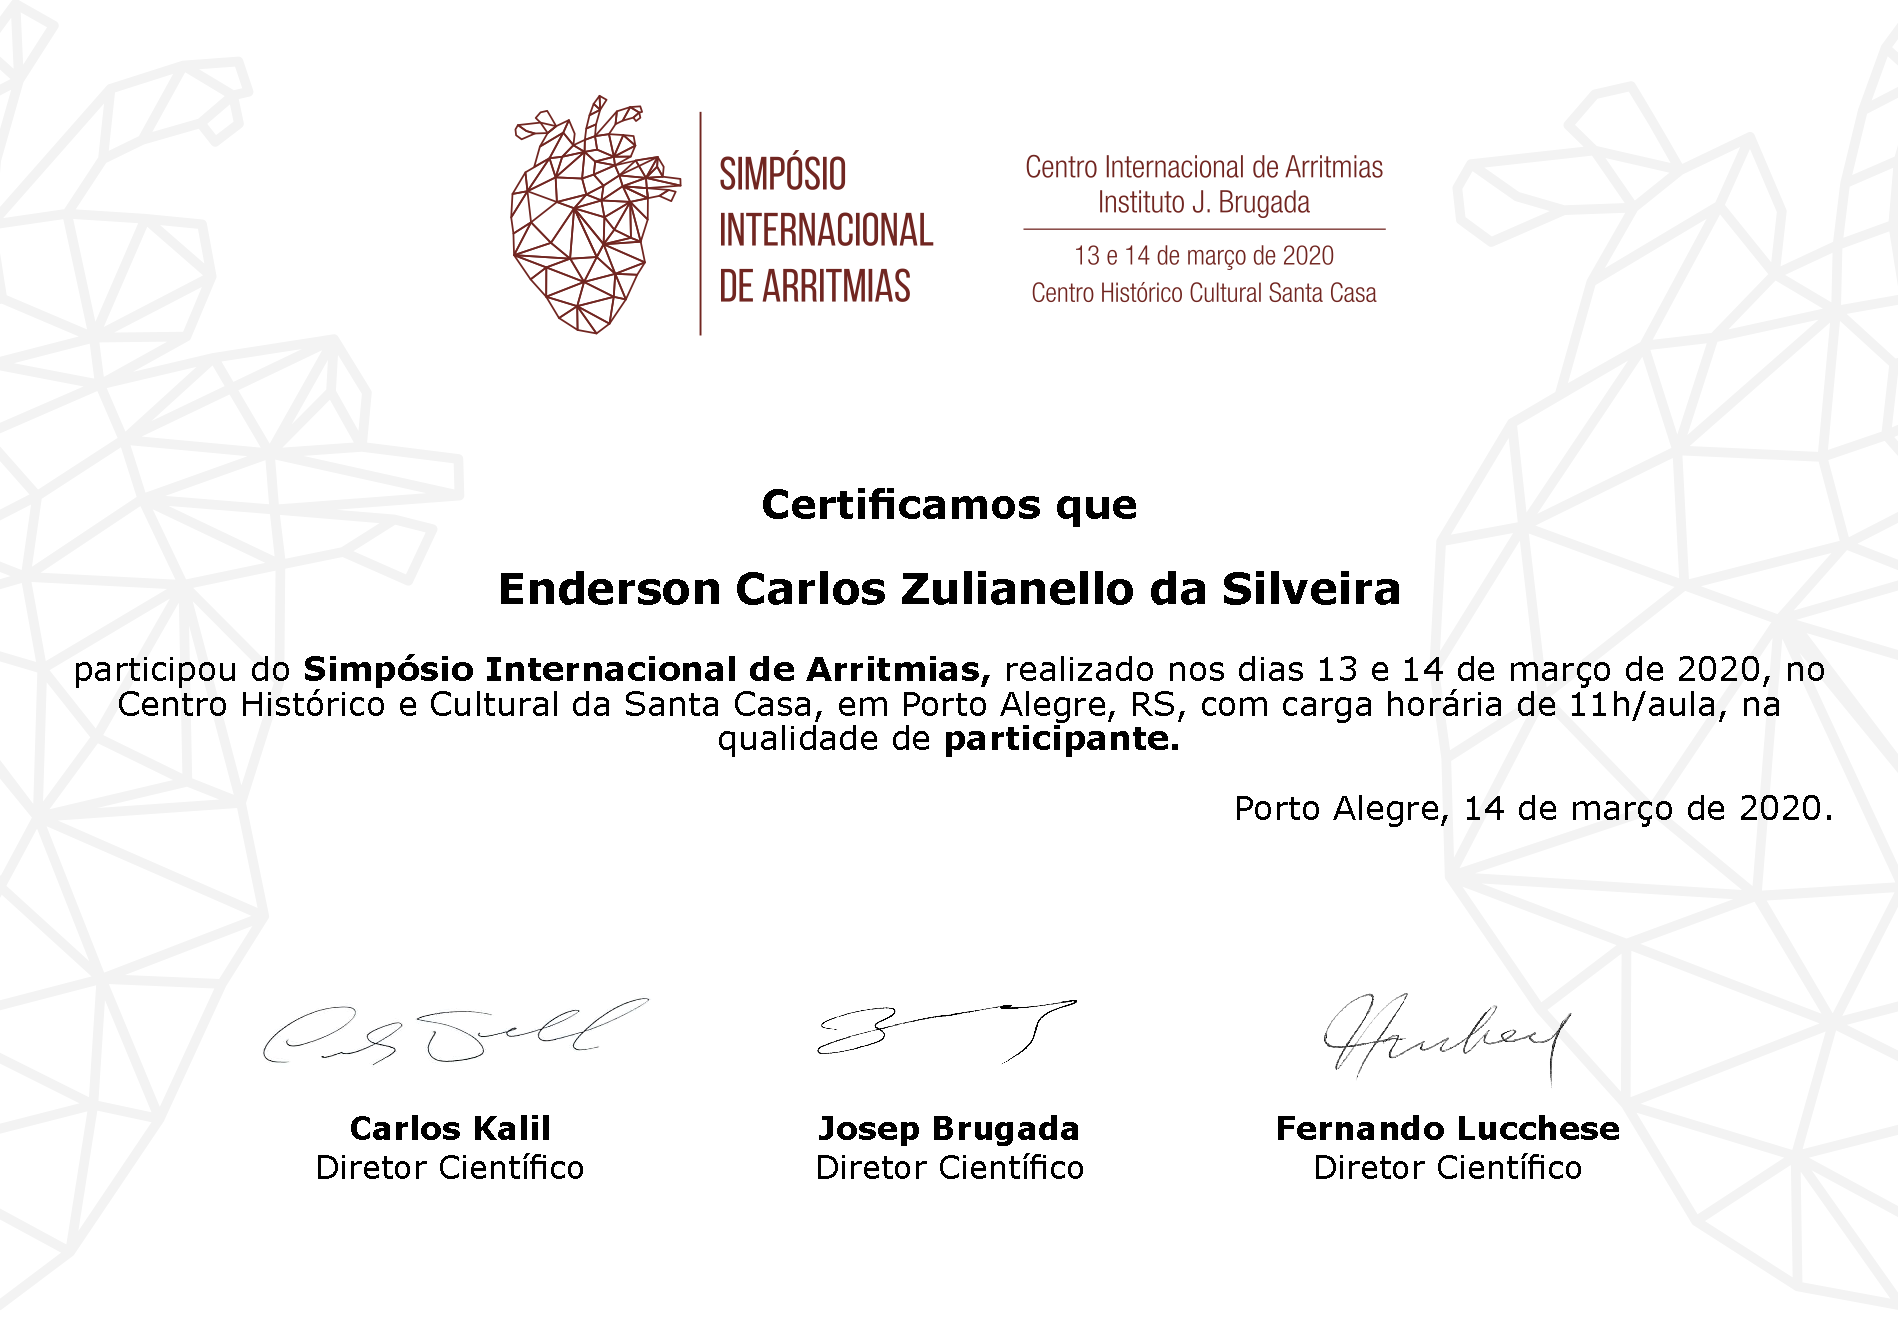 SIMPÓSIO
INTERNACIONAL
DE ARRITMIAS
Centro Internacional de Arritmias
Instituto J. Brugada
13 e 14 de março de 2020
Centro Histórico Cultural Santa Casa
Certificamos que
Enderson Carlos Zulianello da Silveira
participou do Simpósio Internacional de Arritmias, realizado nos dias 13 e 14 de março de 2020, no
Centro Histórico e Cultural da Santa Casa, em Porto Alegre, RS, com carga horária de 11h/aula, na
qualidade de participante.
Porto Alegre, 14 de março de 2020.
Carlos Kalil
Diretor Científico
Josep Brugada
Diretor Científico
Fernando Lucchese
Diretor Científico